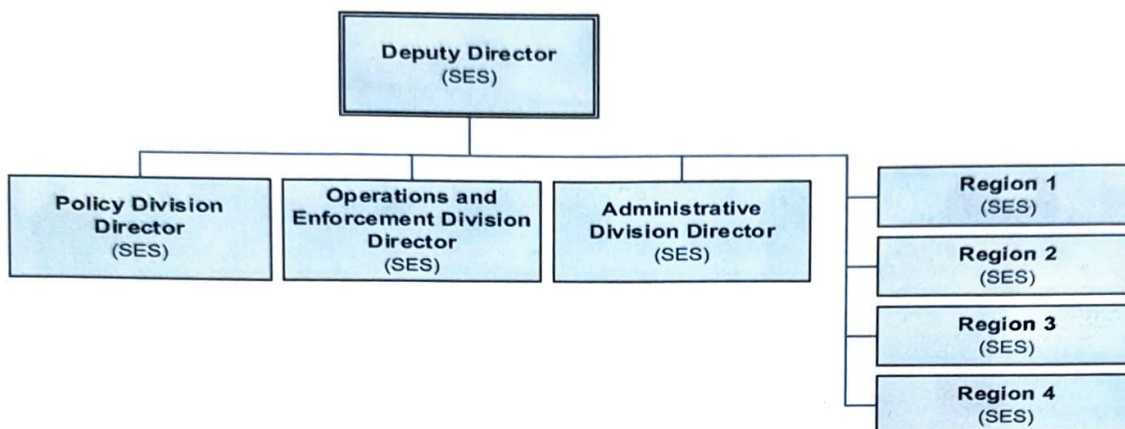 Deputy Director
(SES)
Policy Division
Director
(SES)
Operations and
Enforcement Division
Director
(SES)
Administrative
Division Director
(SES)
Region 1
(SES)
Region 2
(SES)
Region 3
(SES)
Region 4
(SES)